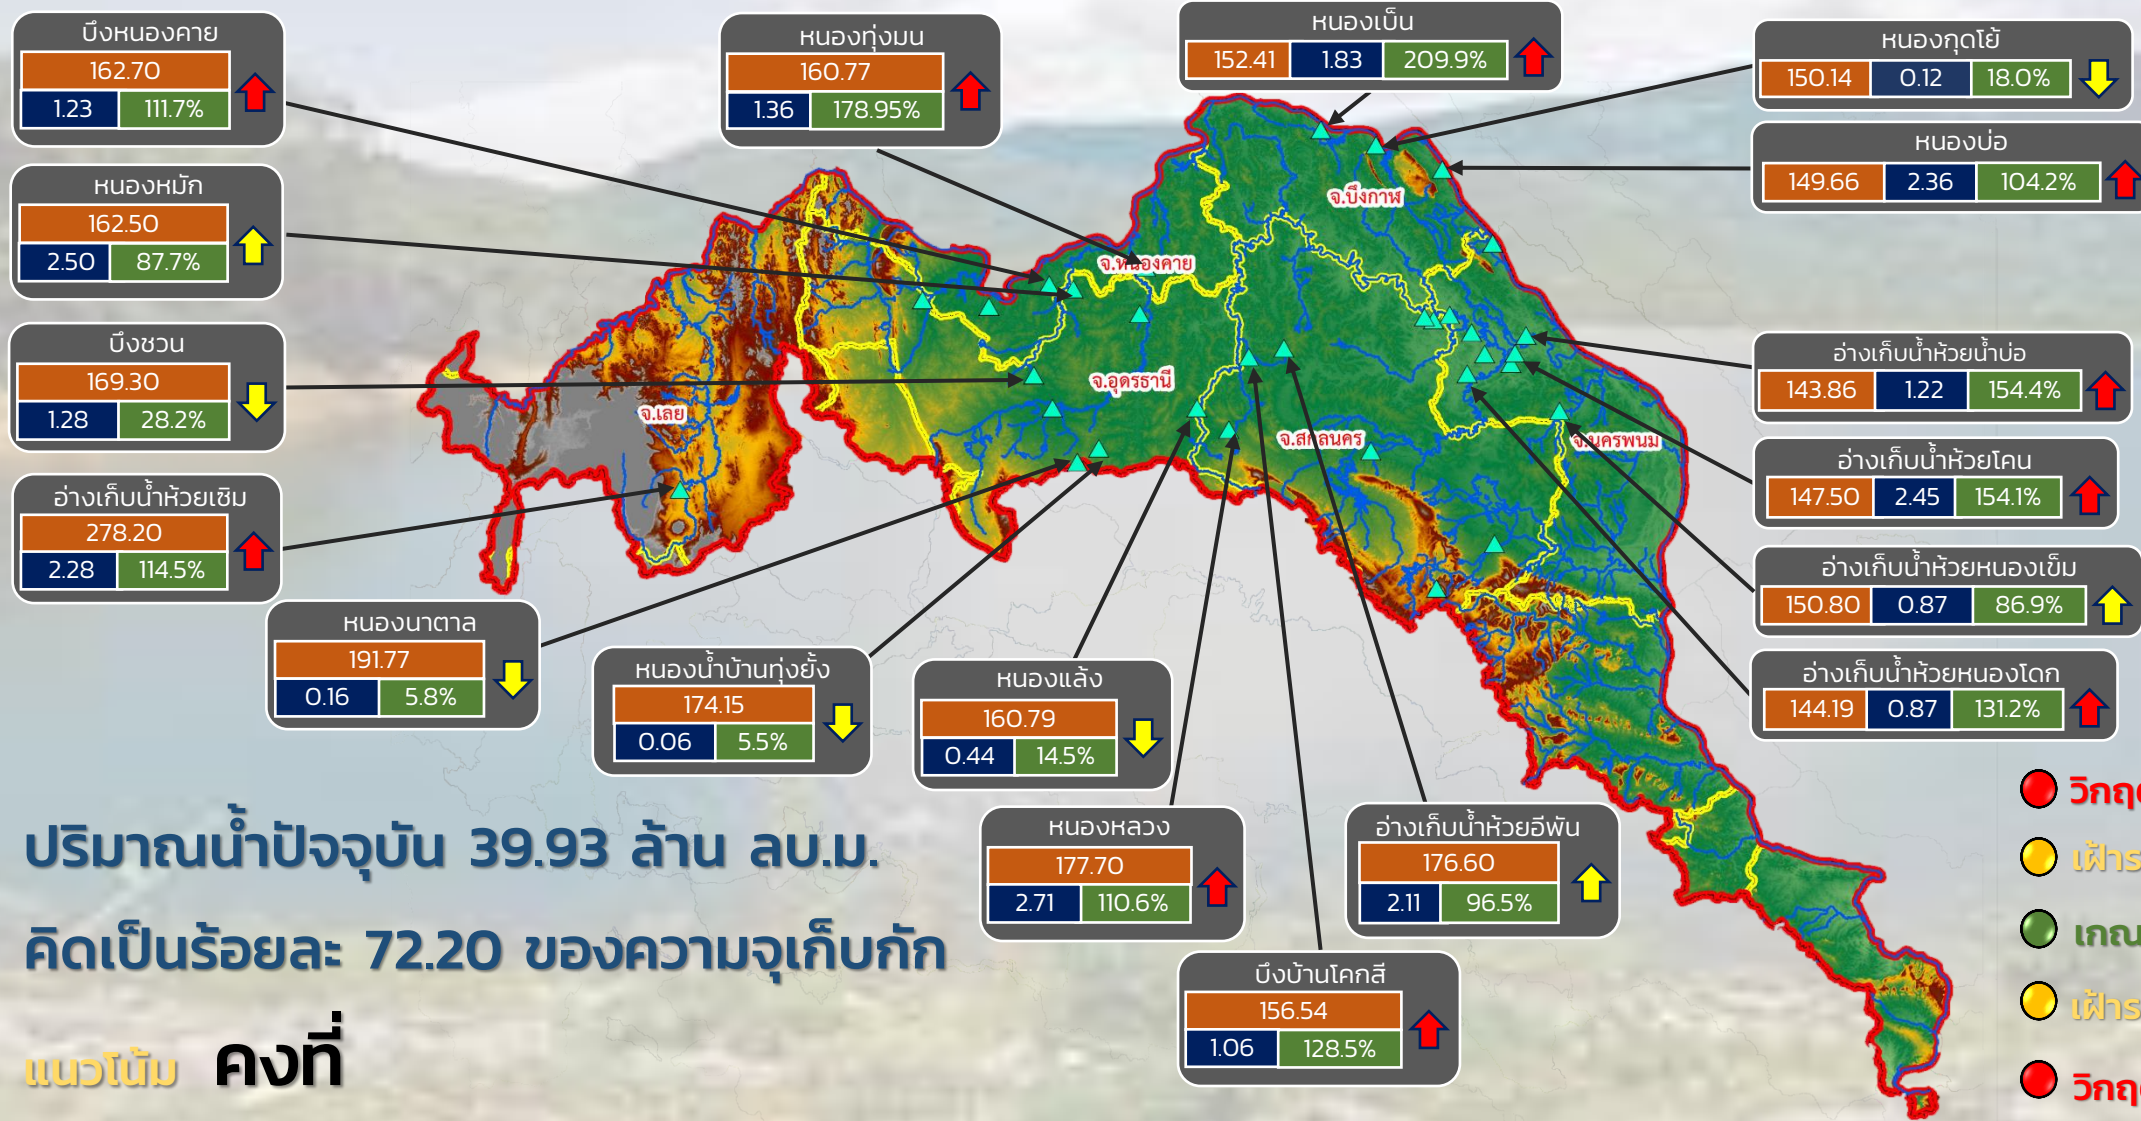 บึงหนองคาย
162.70
1.23 111.7%
หนองทุ่งมน
160.77
1.36 178.95%
หนองเบ็น
152.41 1.83 209.9%
หนองกุดโย้
150.14 0.12 18.0%
หนองบ่อ
149.66 2.36 104.2%
หนองหมัก
162.50
2.50 87.7%
บึงชวน
169.30
1.28 28.2%
อ่างเก็บน้ำห้วยเซิม
278.20
2.28 114.5%
จ.บึงกาฬ
จ.หนองคาย
จ.อุดรธานี
จ.เลย
จ.สกลนคร
จ.นครพนม
อ่างเก็บน้ำห้วยน้ำบ่อ
143.86 1.22 154.4%
อ่างเก็บน้ำห้วยโคน
147.50 2.45 154.1%
อ่างเก็บน้ำห้วยหนองเข็ม
150.80 0.87 86.9%
อ่างเก็บน้ำห้วยหนองโดก
144.19 0.87 131.2%
หนองนาตาล
191.77
0.16 5.8%
หนองน้ำบ้านทุ่งยั้ง
174.15
0.06 5.5%
หนองแล้ง
160.79
0.44 14.5%
หนองหลวง
177.70
2.71 110.6%
อ่างเก็บน้ำห้วยอีพัน
176.60
2.11 96.5%
บึงบ้านโคกสี
156.54
1.06 128.5%
ปริมาณน้ำปัจจุบัน 39.93 ล้าน ลบ.ม.
คิดเป็นร้อยละ 72.20 ของความจุเก็บกัก
แนวโน้ม คงที่